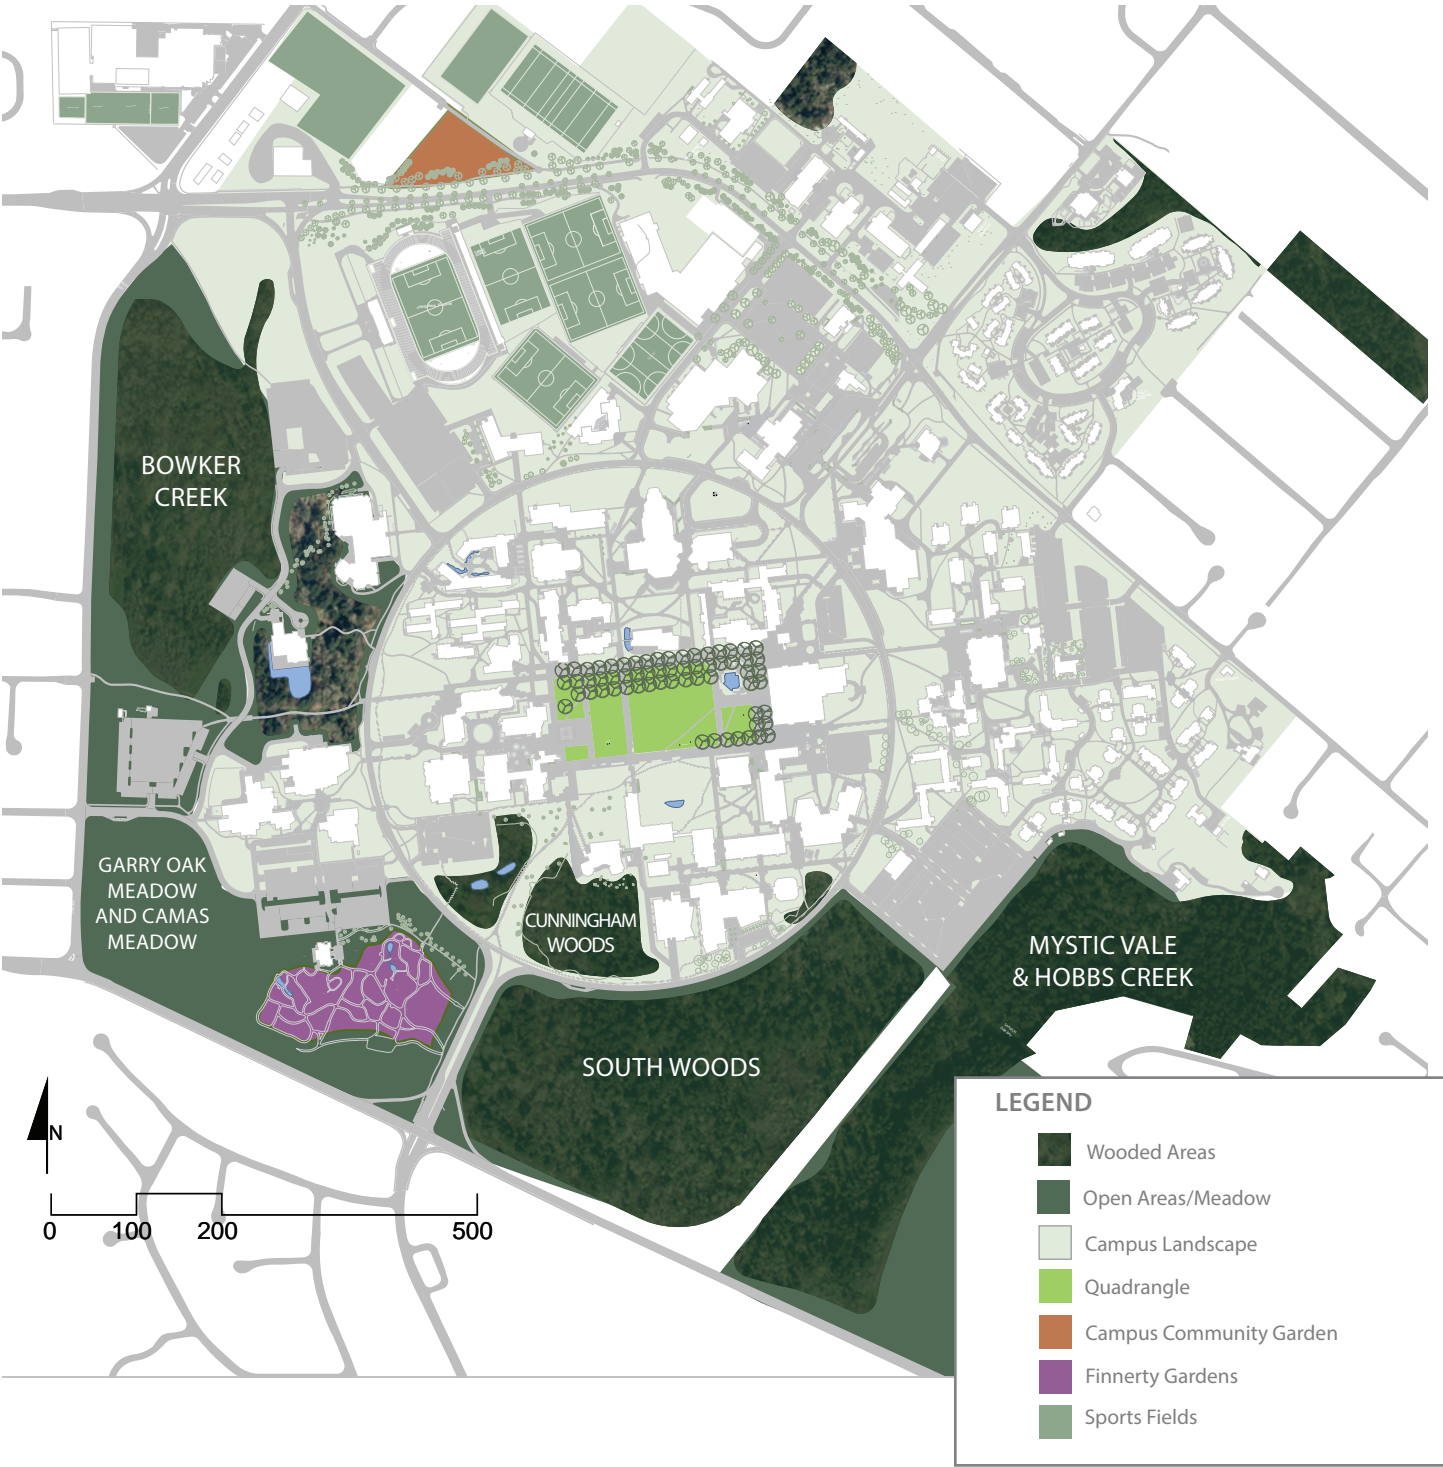 BOWKER
CREEK
GARRY OAK
MEADOW
AND CAMAS
MEADOW
CUNNINGHAM
WOODS
MYSTIC VALE
& HOBBS CREEK
SOUTH WOODS
N
0 100 200 500
LEGEND
Wooded Areas
Open Areas/Meadow
Campus Landscape
Quadrangle
Campus Community Garden
Finnerty Gardens
Sports Fields